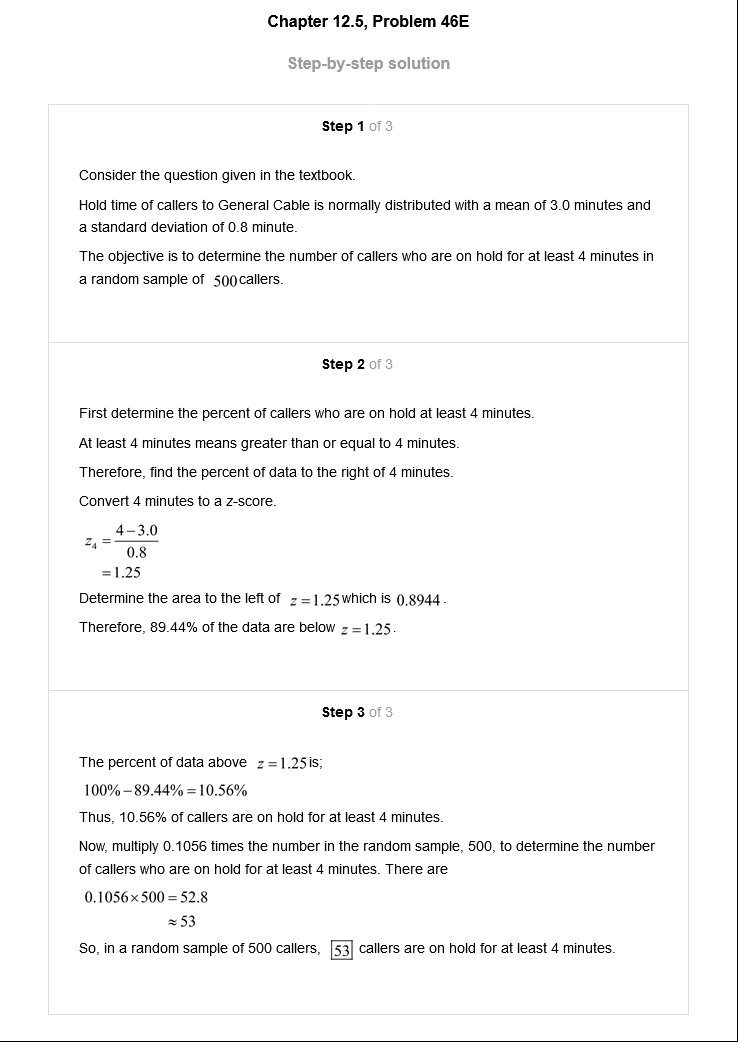 Chapter 12.5, Problem 46E
Step-by-step solution
Step 1 of 3
Consider the question given in the textbook.
Hold time of callers to General Cable is normally distributed with a mean of 3.0 minutes and
a standard deviation of 0.8 minute.
The objective is to determine the number of callers who are on hold for at least 4 minutes in
a random sample of 500 callers.
Step 2 of 3
First determine the percent of callers who are on hold at least 4 minutes.
At least 4 minutes means greater than or equal to 4 minutes.
Therefore, find the percent of data to the right of 4 minutes.
Convert 4 minutes to a z-score.
z₄ = (4 − 3.0) / 0.8
= 1.25
Determine the area to the left of z = 1.25 which is 0.8944.
Therefore, 89.44% of the data are below z = 1.25.
Step 3 of 3
The percent of data above z = 1.25 is;
100% − 89.44% = 10.56%
Thus, 10.56% of callers are on hold for at least 4 minutes.
Now, multiply 0.1056 times the number in the random sample, 500, to determine the number
of callers who are on hold for at least 4 minutes. There are
0.1056 × 500 = 52.8
≈ 53
So, in a random sample of 500 callers, 53 callers are on hold for at least 4 minutes.